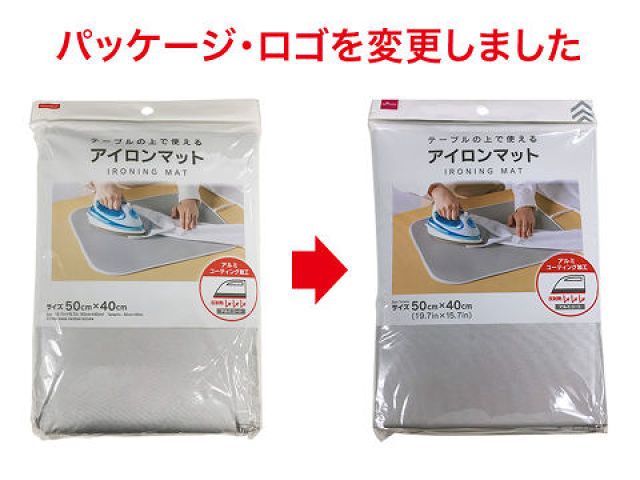 パッケージ・ロゴを変更しました
テーブルの上で使える
アイロンマット
IRONING MAT
アルミ
コーティング加工
サイズ 50cm×40cm
テーブルの上で使える
アイロンマット
IRONING MAT
アルミ
コーティング加工
サイズ 50cm×40cm
(19.7in×15.7in)